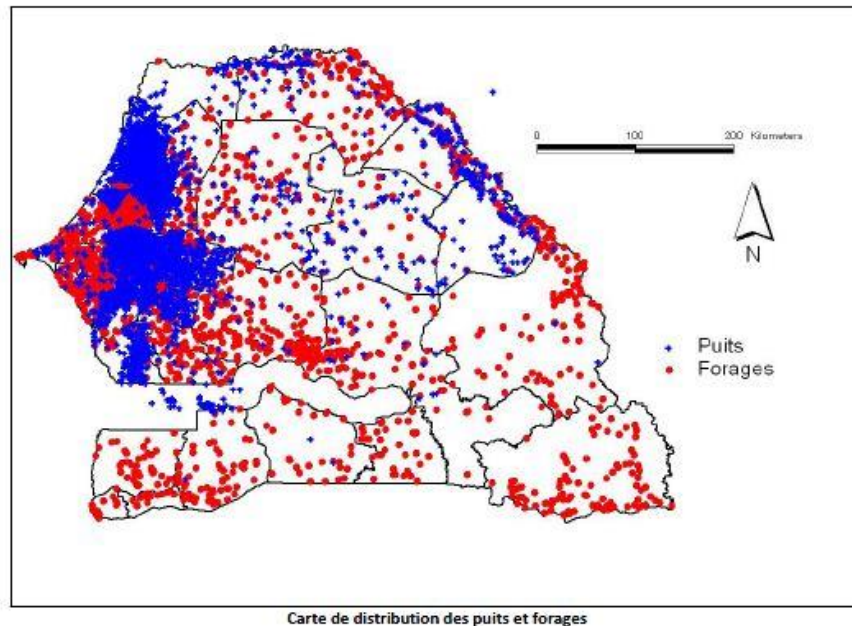 0 100 200 Kilometers
N
Puits
Forages
Carte de distribution des puits et forages